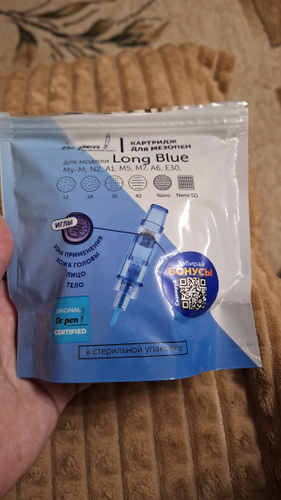 Dr.pen!
КАРТРИДЖ
ДЛЯ МЕЗОПЕН
для модели Long Blue
My-M, N2, A1, M5, M7, A6, E30,
12 24 36 42 Nano Nano SQ
ИГЛЫ
ЗОНА ПРИМЕНЕНИЯ
КОЖА ГОЛОВЫ
ЛИЦО
ТЕЛО
Забирай
БОНУСЫ
ORIGINAL
Dr.pen!
CERTIFIED
в стерильной упаковке